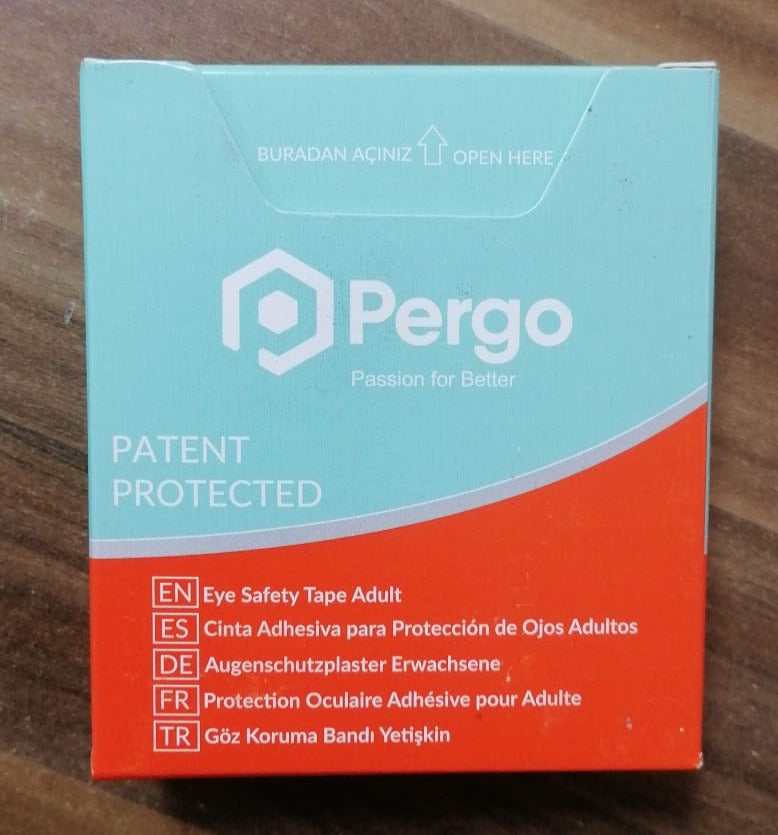 BURADAN AÇINIZ OPEN HERE
Pergo
Passion for Better
PATENT
PROTECTED
EN Eye Safety Tape Adult
ES Cinta Adhesiva para Protección de Ojos Adultos
DE Augenschutzplaster Erwachsene
FR Protection Oculaire Adhésive pour Adulte
TR Göz Koruma Bandı Yetişkin